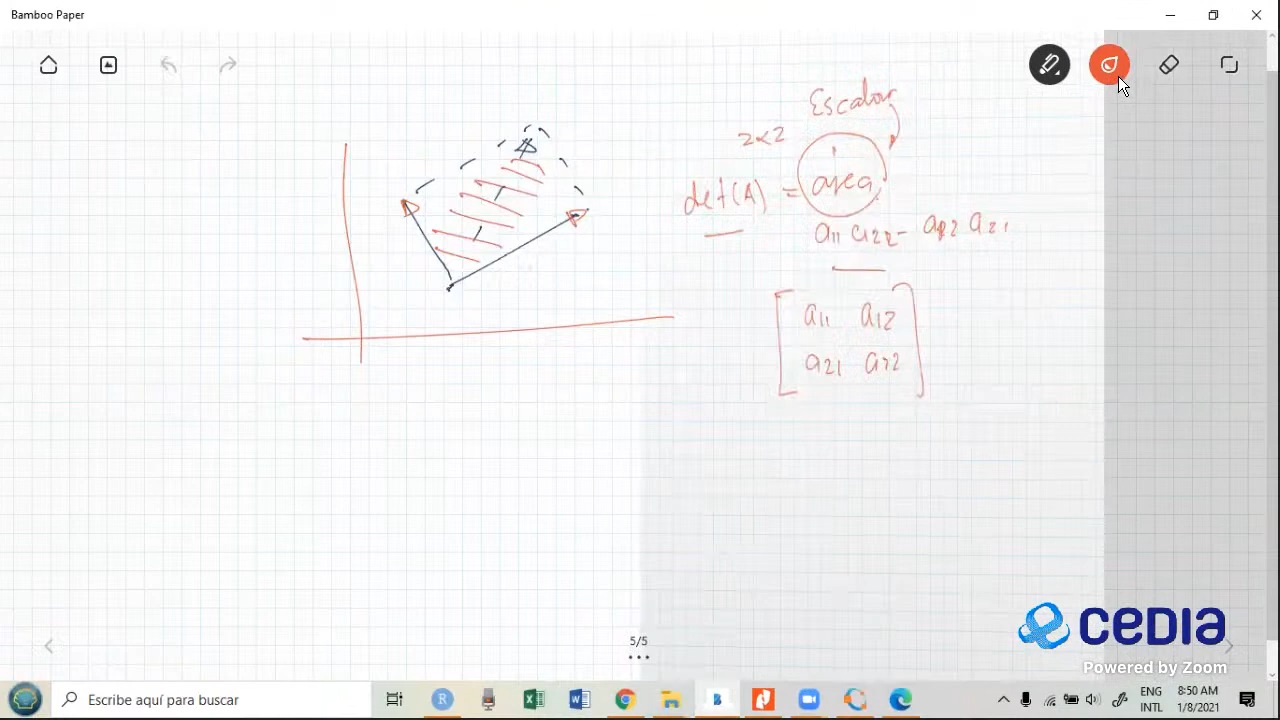 Bamboo Paper
Escalar
2x2
det(A) = area
a11 a22 - a12 a21
a11 a12
a21 a22
5/5
CEDIA
Powered by Zoom
Escribe aquí para buscar
ENG
INTL
8:50 AM
1/8/2021